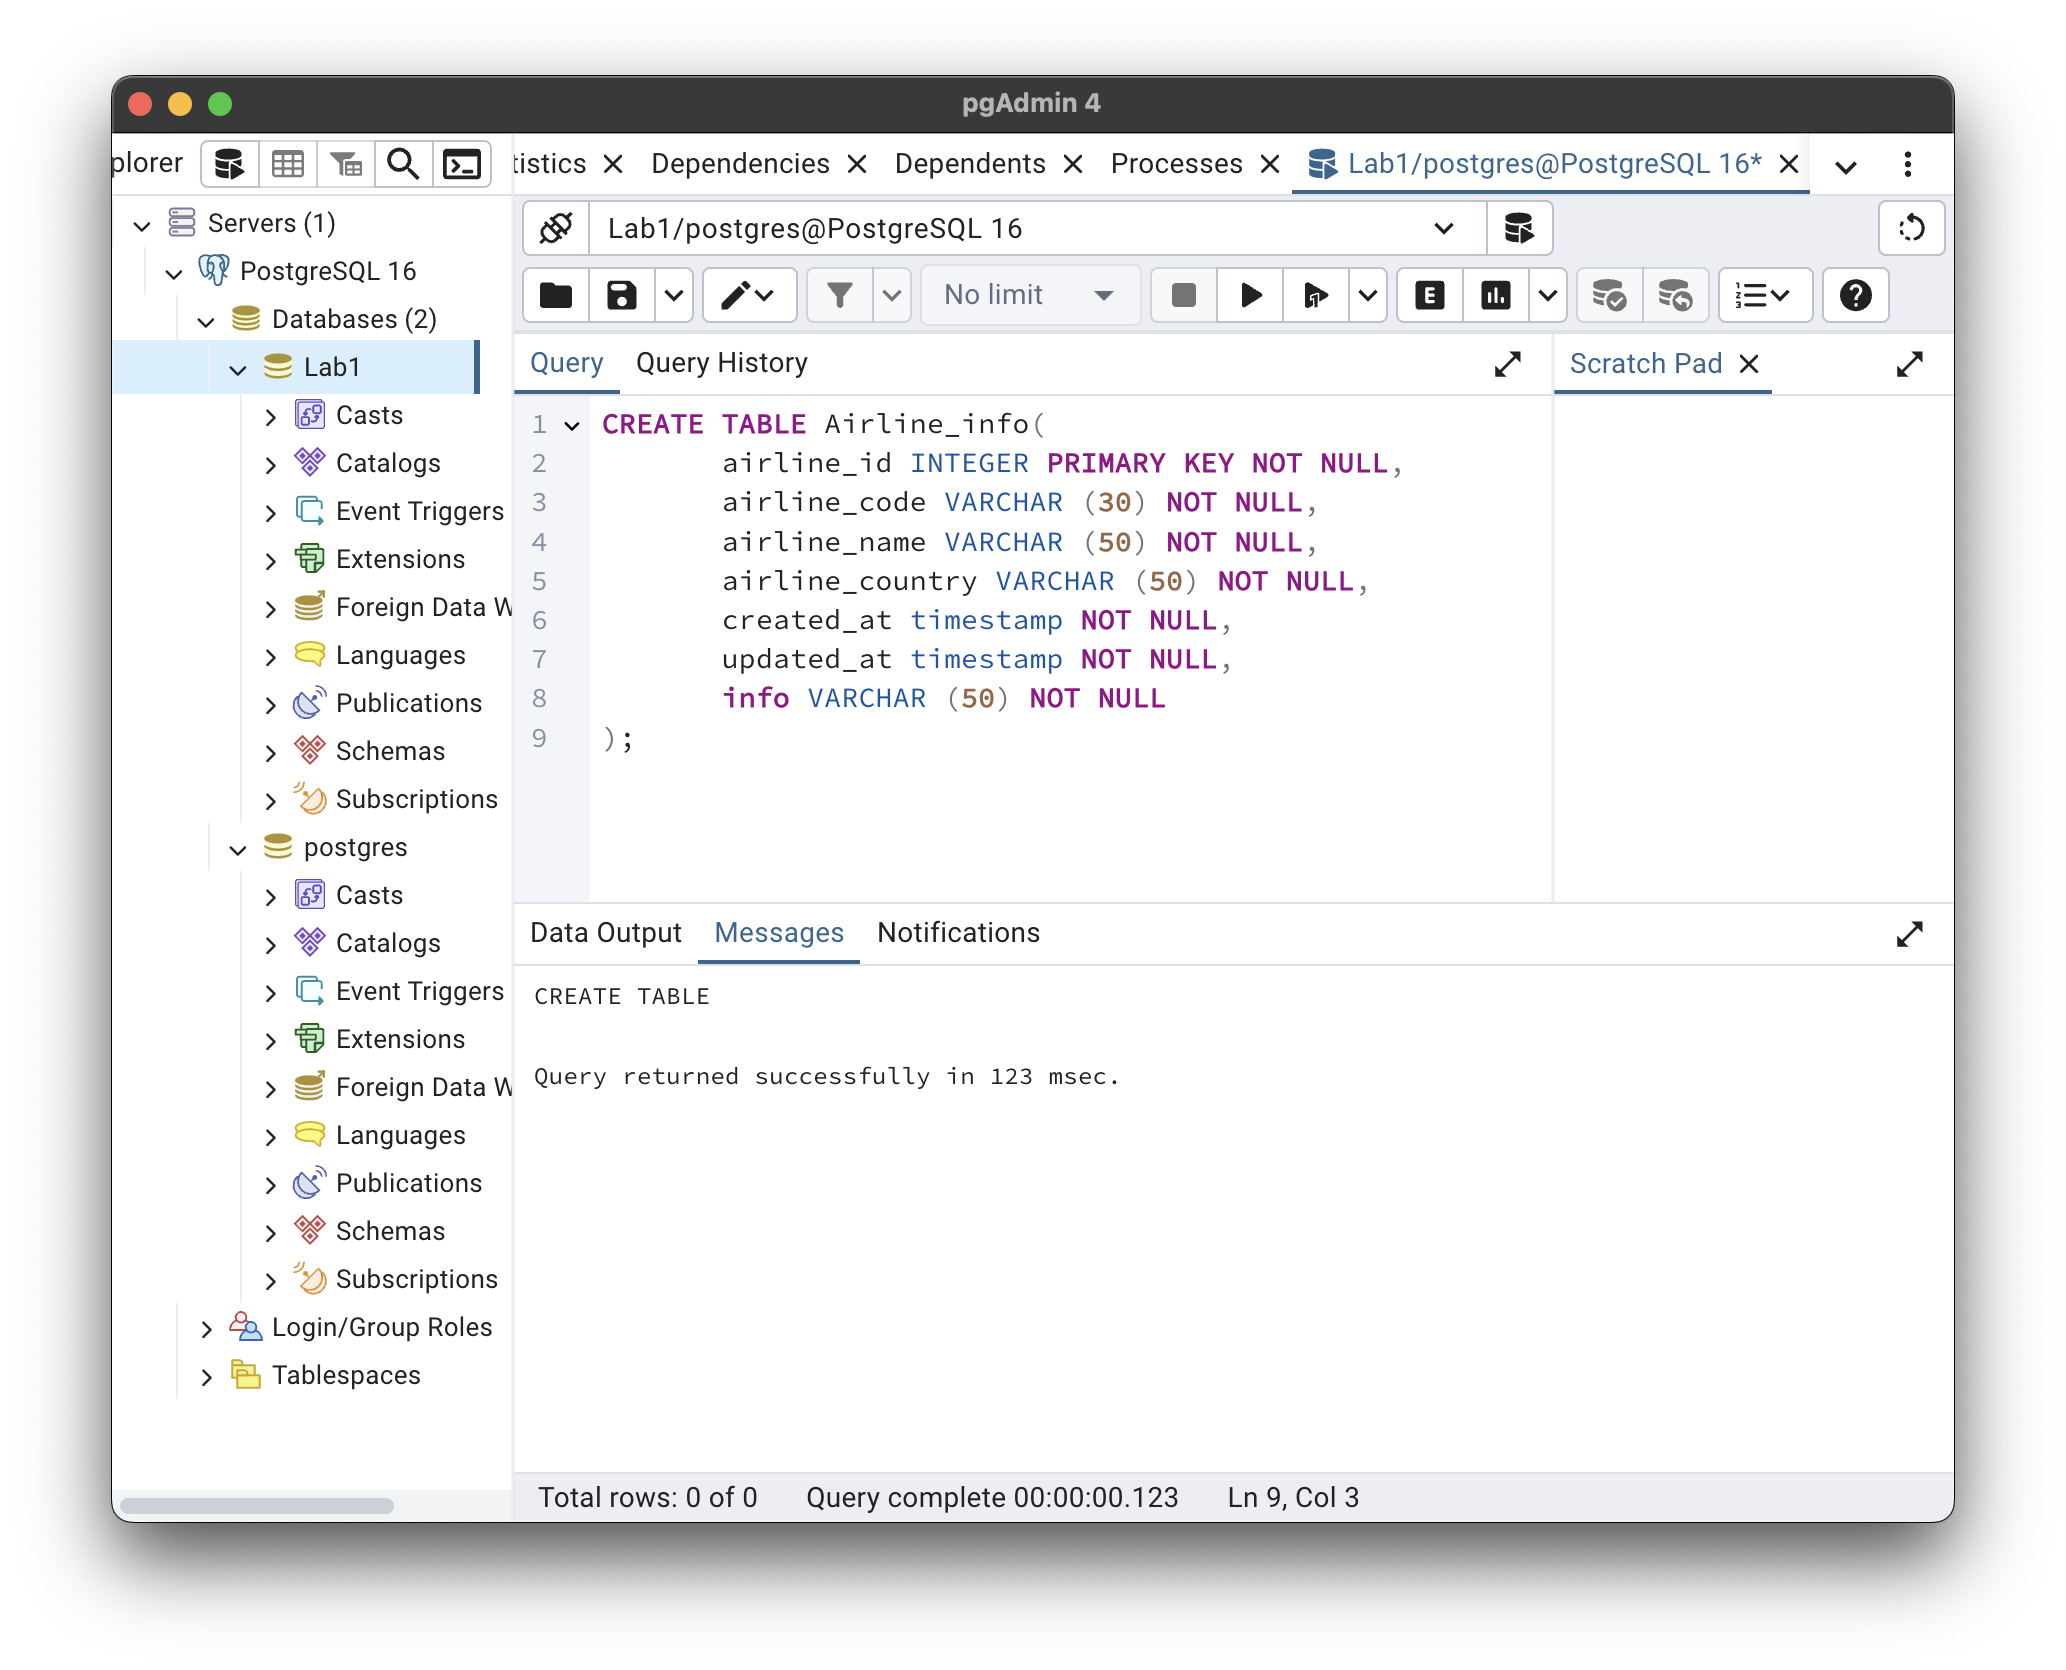 pgAdmin 4
plorer
tistics
Dependencies
Dependents
Processes
Lab1/postgres@PostgreSQL 16*
Servers (1)
PostgreSQL 16
Databases (2)
Lab1
Casts
Catalogs
Event Triggers
Extensions
Foreign Data W
Languages
Publications
Schemas
Subscriptions
postgres
Casts
Catalogs
Event Triggers
Extensions
Foreign Data W
Languages
Publications
Schemas
Subscriptions
Login/Group Roles
Tablespaces
Lab1/postgres@PostgreSQL 16
No limit
E
Query
Query History
Scratch Pad
1 CREATE TABLE Airline_info(
2 airline_id INTEGER PRIMARY KEY NOT NULL,
3 airline_code VARCHAR (30) NOT NULL,
4 airline_name VARCHAR (50) NOT NULL,
5 airline_country VARCHAR (50) NOT NULL,
6 created_at timestamp NOT NULL,
7 updated_at timestamp NOT NULL,
8 info VARCHAR (50) NOT NULL
9 );
Data Output
Messages
Notifications
CREATE TABLE
Query returned successfully in 123 msec.
Total rows: 0 of 0
Query complete 00:00:00.123
Ln 9, Col 3